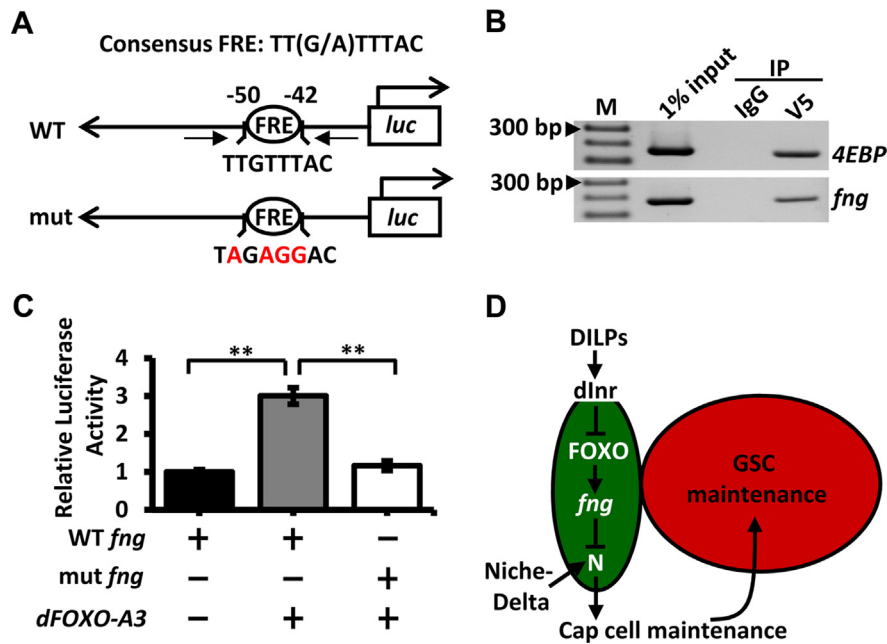 A
Consensus FRE: TT(G/A)TTTAC
-50 -42
WT FRE luc
TTGTTTAC
mut FRE luc
TAGAGGAC
B
M 1% input IgG V5
IP
300 bp
4EBP
300 bp
fng
C
Relative Luciferase
Activity
** **
4
3
2
1
0
WT fng + + –
mut fng – – +
dFOXO-A3 – + +
D
DILPs
dInr
FOXO
fng
N
Niche-
Delta
GSC
maintenance
Cap cell maintenance